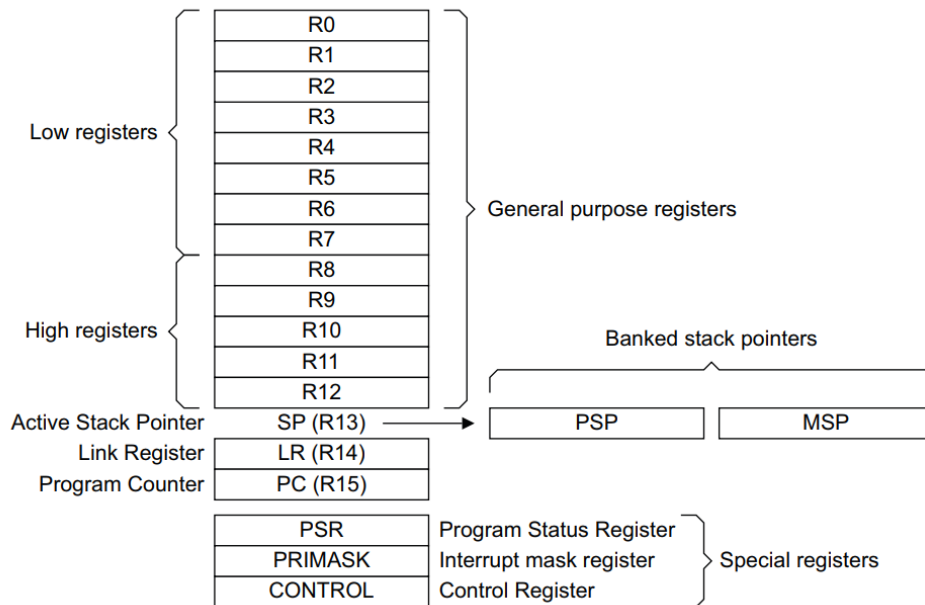 R0
R1
R2
R3
Low registers
R4
R5
R6
General purpose registers
R7
R8
R9
High registers
R10
Banked stack pointers
R11
R12
Active Stack Pointer SP (R13) PSP MSP
Link Register LR (R14)
Program Counter PC (R15)
PSR Program Status Register
PRIMASK Interrupt mask register Special registers
CONTROL Control Register